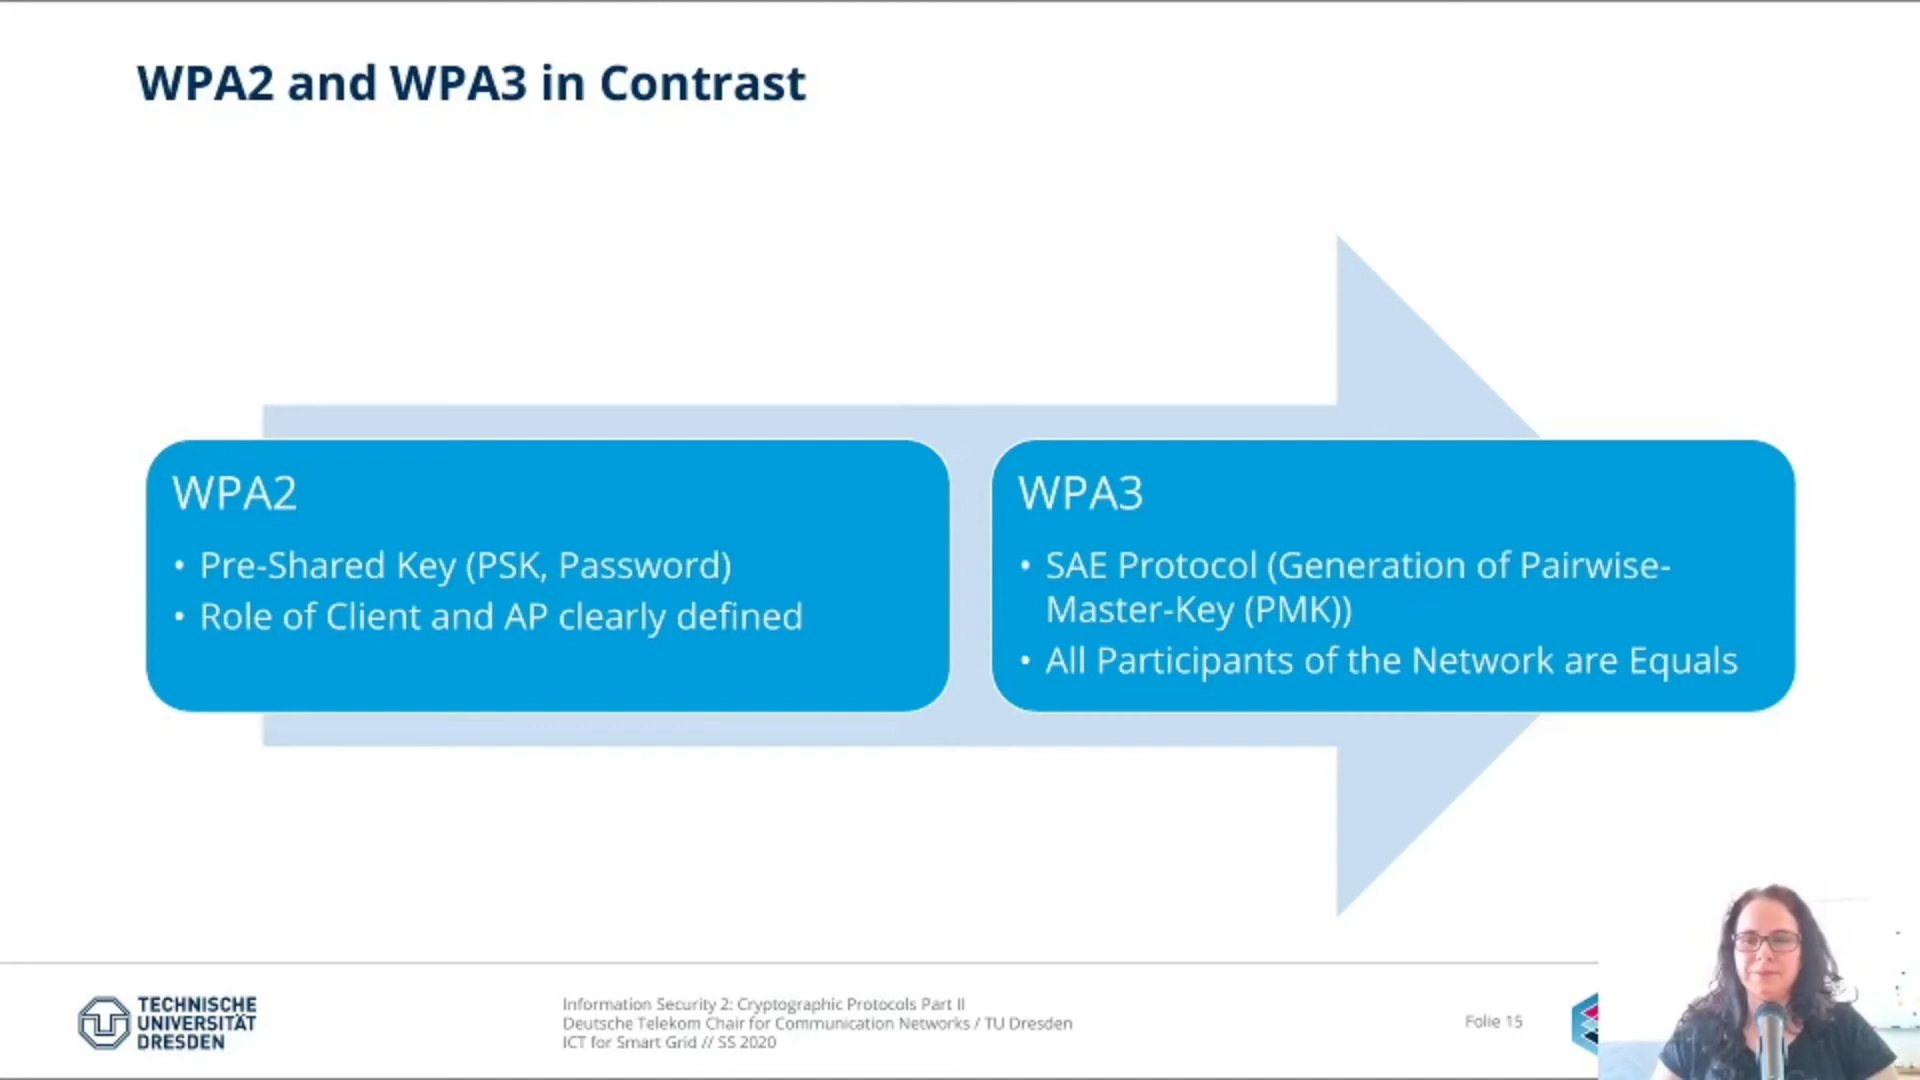 WPA2 and WPA3 in Contrast
WPA2
• Pre-Shared Key (PSK, Password)
• Role of Client and AP clearly defined
WPA3
• SAE Protocol (Generation of Pairwise-
Master-Key (PMK))
• All Participants of the Network are Equals
TECHNISCHE
UNIVERSITÄT
DRESDEN
Information Security 2: Cryptographic Protocols Part II
Deutsche Telekom Chair for Communication Networks / TU Dresden
ICT for Smart Grid // SS 2020
Folie 15